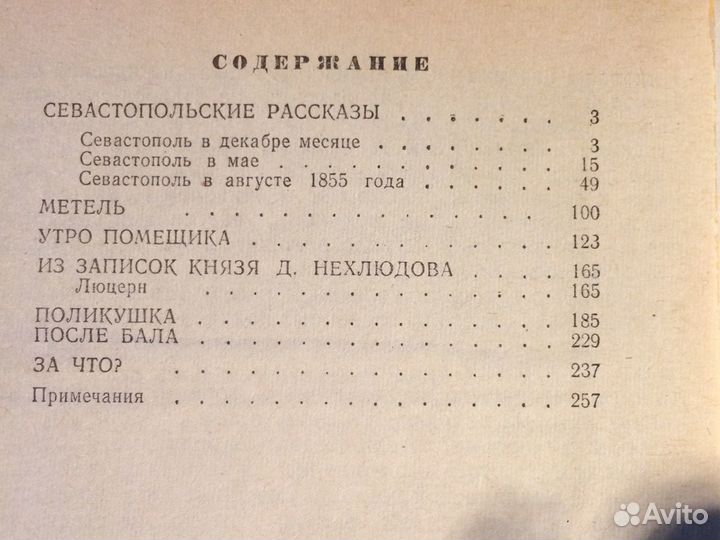 СОДЕРЖАНИЕ
СЕВАСТОПОЛЬСКИЕ РАССКАЗЫ . . . . . . . 3
Севастополь в декабре месяце . . . . . . . . 3
Севастополь в мае . . . . . . . . . . . . 15
Севастополь в августе 1855 года . . . . . . 49
МЕТЕЛЬ . . . . . . . . . . . . . . . 100
УТРО ПОМЕЩИКА . . . . . . . . . . . . 123
ИЗ ЗАПИСОК КНЯЗЯ Д. НЕХЛЮДОВА . . . . 165
Люцерн . . . . . . . . . . . . . . 165
ПОЛИКУШКА . . . . . . . . . . . . . . 185
ПОСЛЕ БАЛА . . . . . . . . . . . . . 229
ЗА ЧТО? . . . . . . . . . . . . . . . 237
Примечания . . . . . . . . . . . . . . . 257
Avito